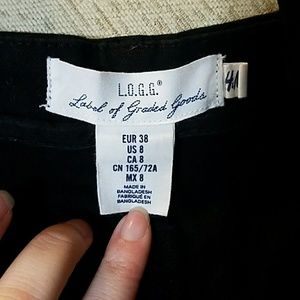 L.O.G.G.®
Label of Graded Goods
EUR 38
US 8
CA 8
CN 165/72A
MX 8
MADE IN
BANGLADESH
FABRIQUÉ EN
BANGLADESH